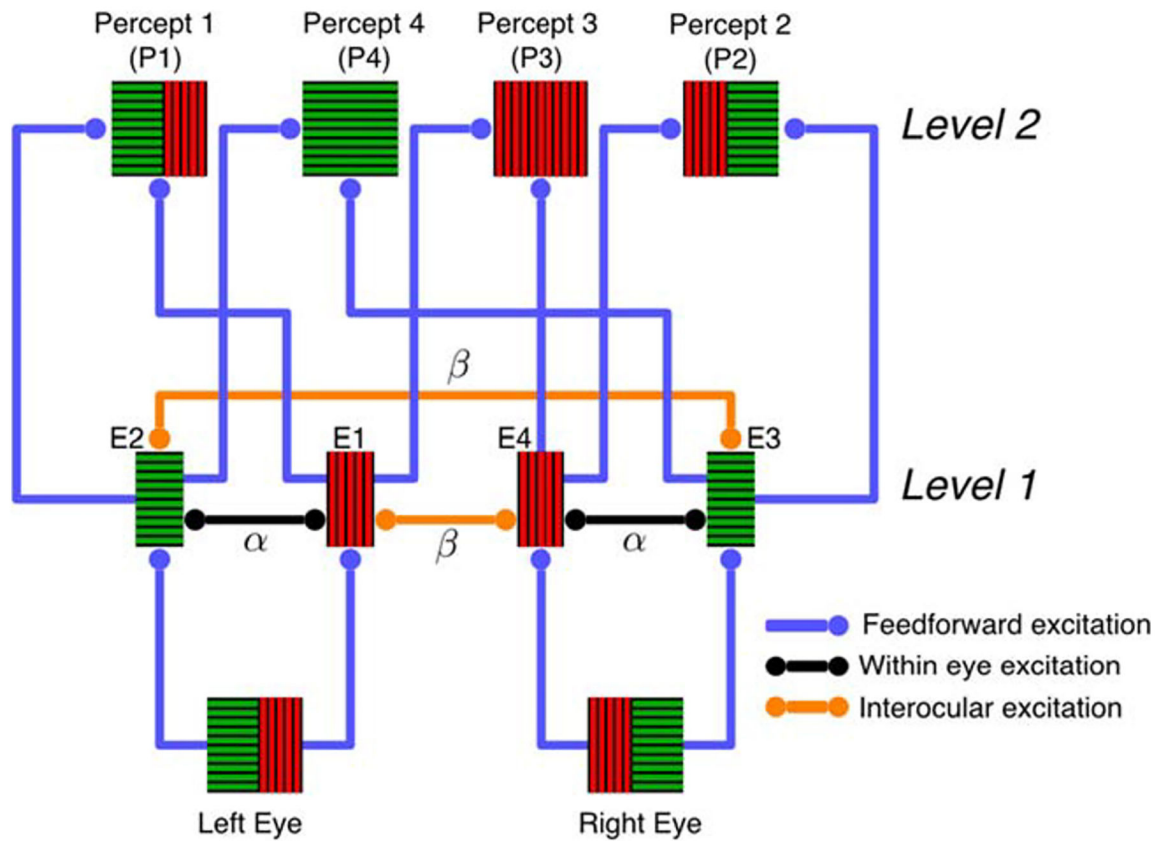 Percept 1
(P1)
Percept 4
(P4)
Percept 3
(P3)
Percept 2
(P2)
Level 2
β
E2
E1
E4
E3
Level 1
α
β
α
Feedforward excitation
Within eye excitation
Interocular excitation
Left Eye
Right Eye